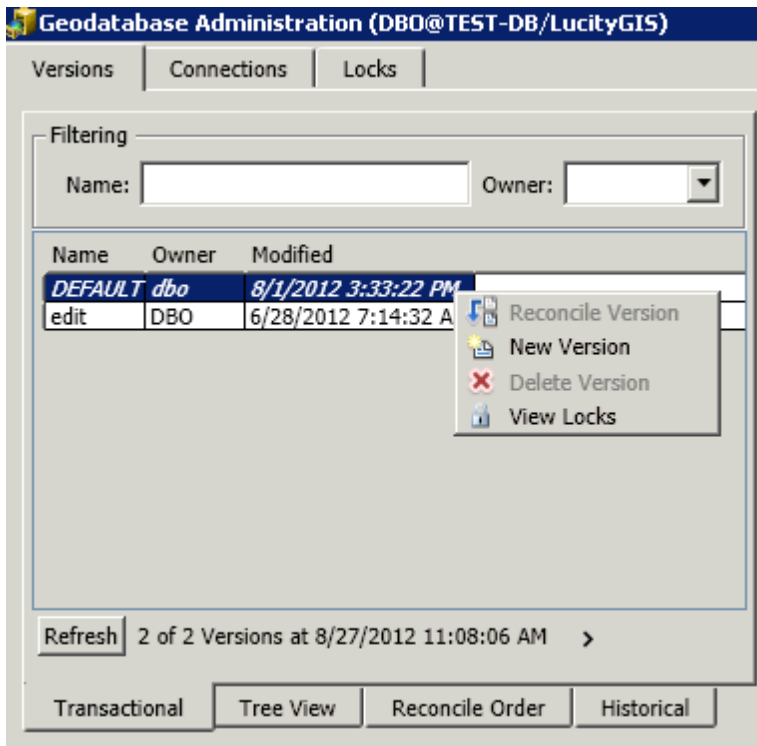 Geodatabase Administration (DBO@TEST-DB/LucityGIS)
Versions Connections Locks
Filtering
Name: Owner:
Name Owner Modified
DEFAULT dbo 8/1/2012 3:33:22 PM
edit DBO 6/28/2012 7:14:32 A
Reconcile Version
New Version
Delete Version
View Locks
Refresh 2 of 2 Versions at 8/27/2012 11:08:06 AM >
Transactional Tree View Reconcile Order Historical